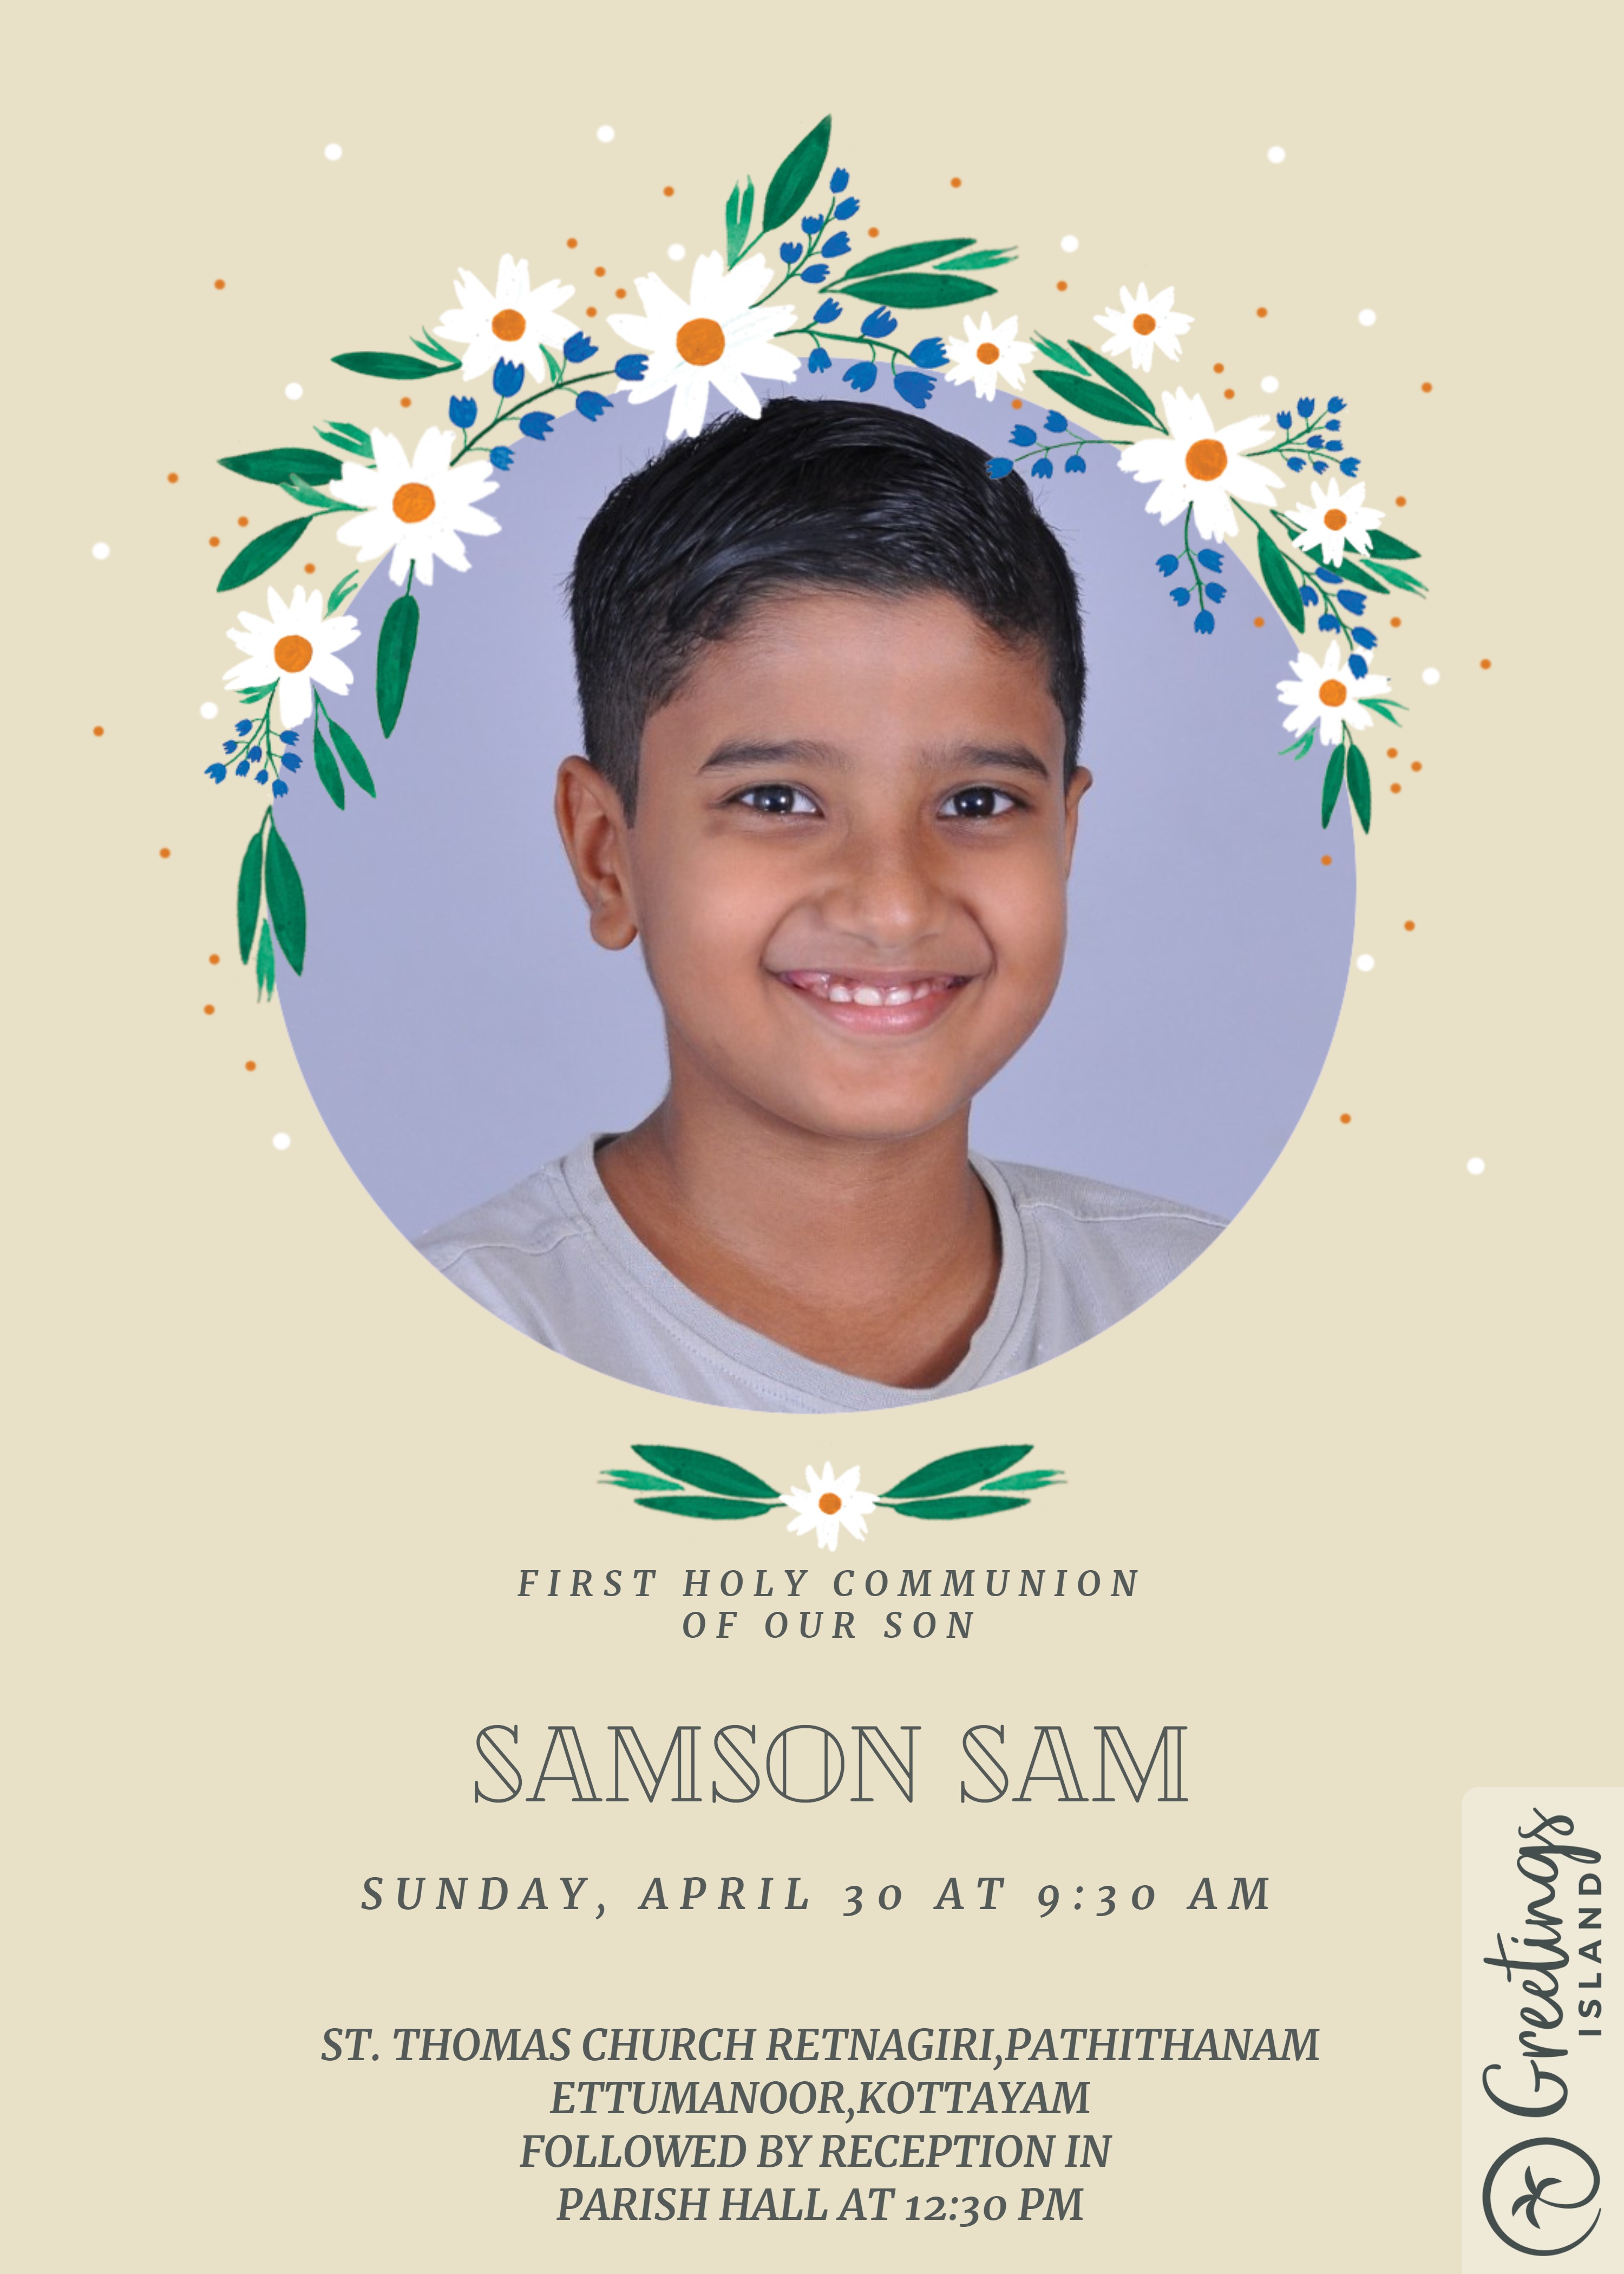 FIRST HOLY COMMUNION
OF OUR SON
SAMSON SAM
SUNDAY, APRIL 30 AT 9:30 AM
ST. THOMAS CHURCH RETNAGIRI,PATHITHANAM
ETTUMANOOR,KOTTAYAM
FOLLOWED BY RECEPTION IN
PARISH HALL AT 12:30 PM
Greetings
ISLAND